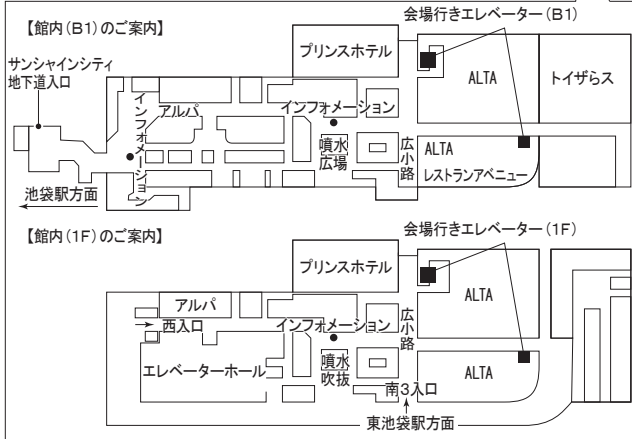 【館内(B1)のご案内】
会場行きエレベーター(B1)
プリンスホテル
サンシャインシティ
地下道入口
ALTA
トイザらス
アルパ
インフォメーション
インフォメーション
噴水
広場
広小路
ALTA
レストランアベニュー
池袋駅方面
【館内(1F)のご案内】
会場行きエレベーター(1F)
プリンスホテル
ALTA
アルパ
西入口
インフォメーション
広小路
エレベーターホール
噴水
吹抜
ALTA
南3入口
東池袋駅方面